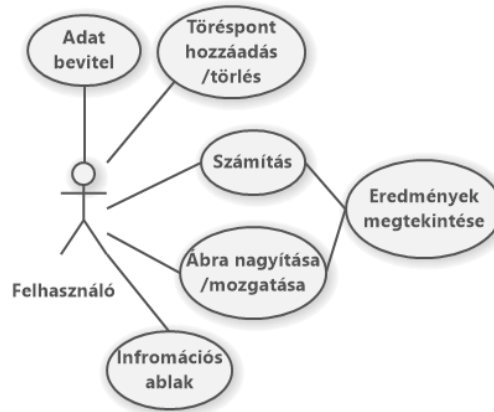 Adat
bevitel
Töréspont
hozzáadás
/törlés
Számítás
Eredmények
megtekintése
Ábra nagyítása
/mozgatása
Felhasználó
Infromációs
ablak